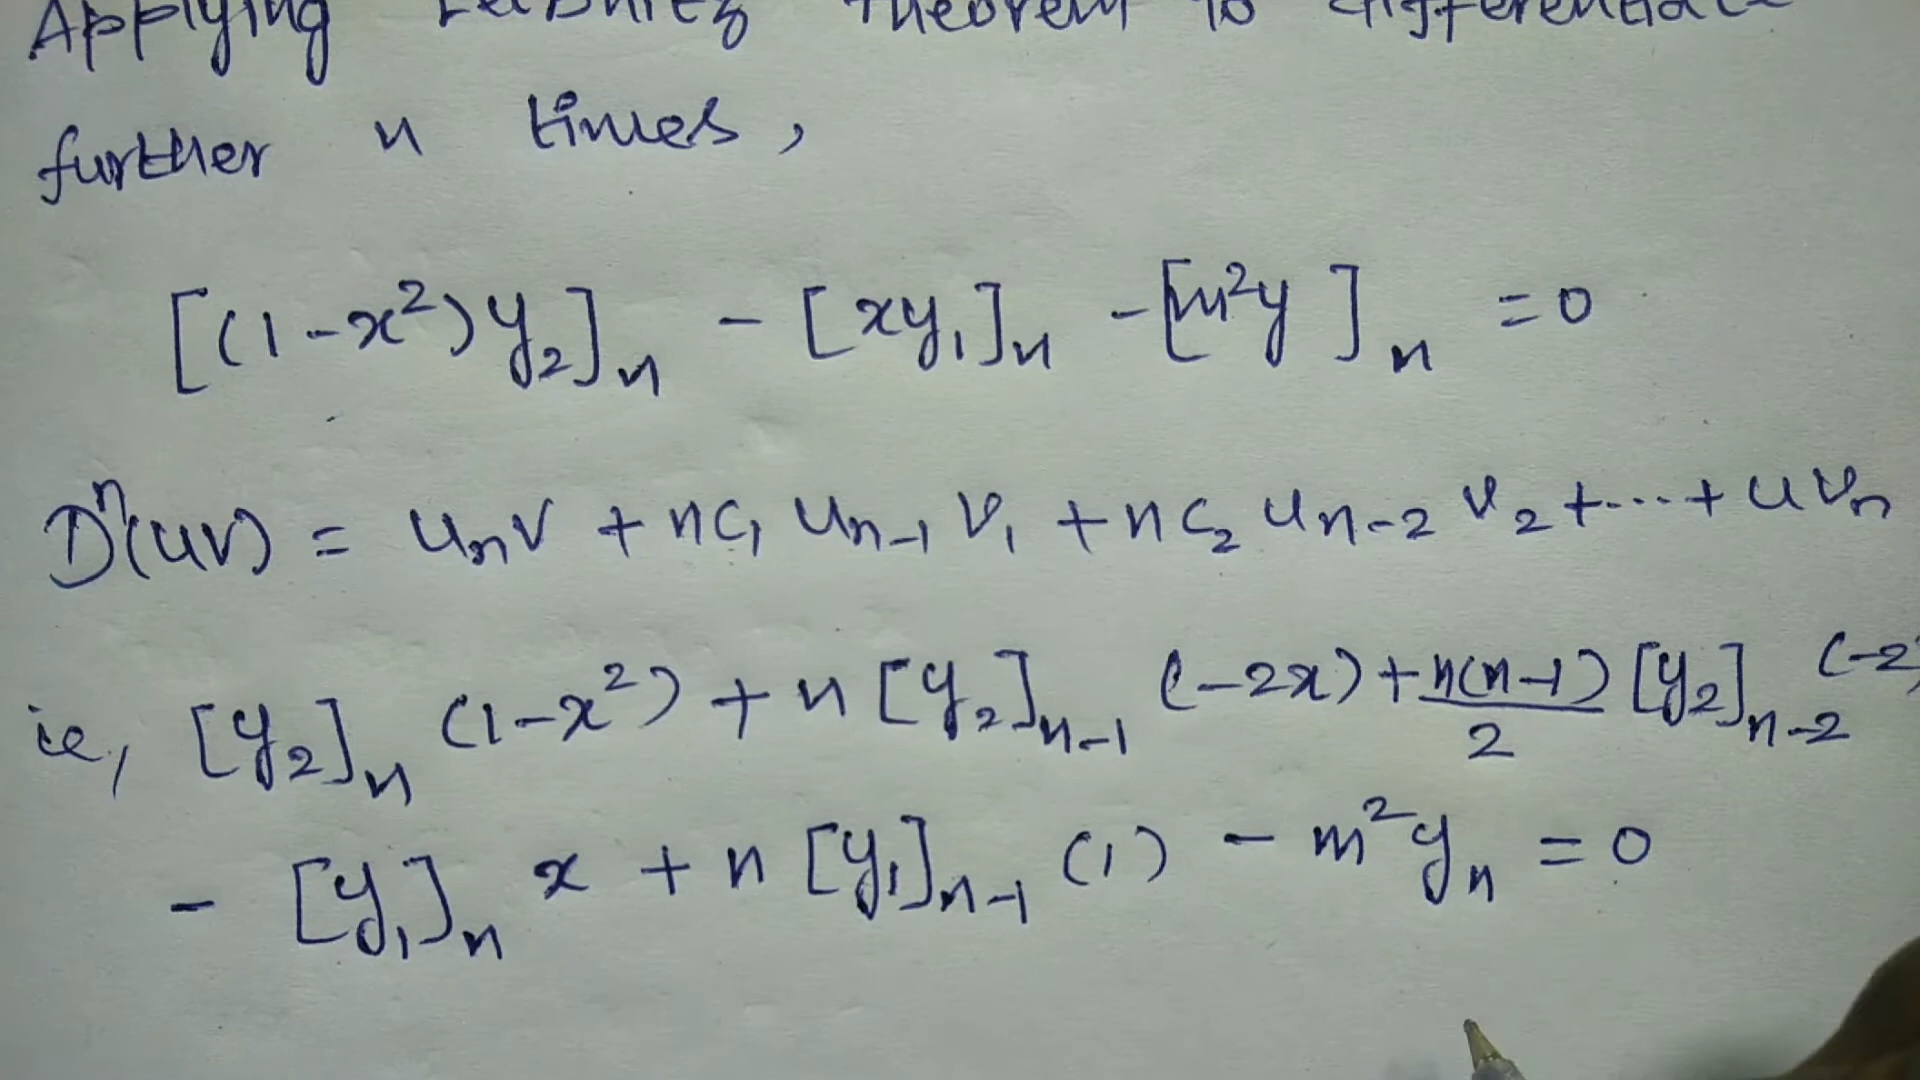 Applying Leibnitz theorem to differentiate
further n times,
[(1-x²)y₂]ₙ - [xy₁]ₙ - [m²y]ₙ = 0
Dⁿ(uv) = uₙv + nc₁ uₙ₋₁ v₁ + nc₂ uₙ₋₂ v₂ + ... + uvₙ
ie, [y₂]ₙ (1-x²) + n [y₂]ₙ₋₁ (-2x) + n(n-1)/2 [y₂]ₙ₋₂ (-2)
- [y₁]ₙ x + n [y₁]ₙ₋₁ (1) - m²yₙ = 0